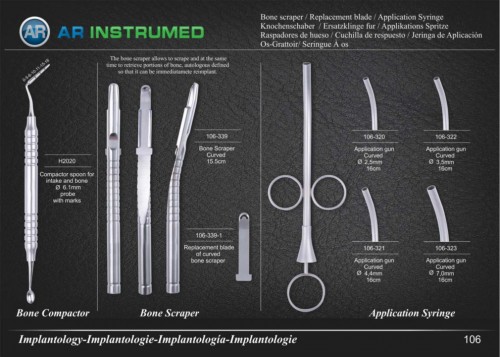 AR AR INSTRUMED
Bone scraper / Replacement blade / Application Syringe
Knochenschaber / Ersatzklinge fur / Applikations Spritze
Raspadores de hueso / Cuchilla de reipuesto / Jeringa de Aplicación
Os-Grattoir/ Seringue À os
The bone scraper allows to scrape and at the same
time to retrieve portions of bone, autologous defined
so that it can be immediatamete reimplant.
H2020
Compactor spoon for
intake and bone
Ø 6.1mm
probe
with marks
106-339
Bone Scraper
Curved
15.5cm
106-339-1
Replacement blade
of curved
bone scraper
106-320
Application gun
Curved
Ø 2,5mm
16cm
106-322
Application gun
Curved
Ø 3,5mm
16cm
106-321
Application gun
Curved
Ø 4,4mm
16cm
106-323
Application gun
Curved
Ø 7,0mm
16cm
Bone Compactor
Bone Scraper
Application Syringe
Implantology-Implantologie-Implantología-Implantologie
106